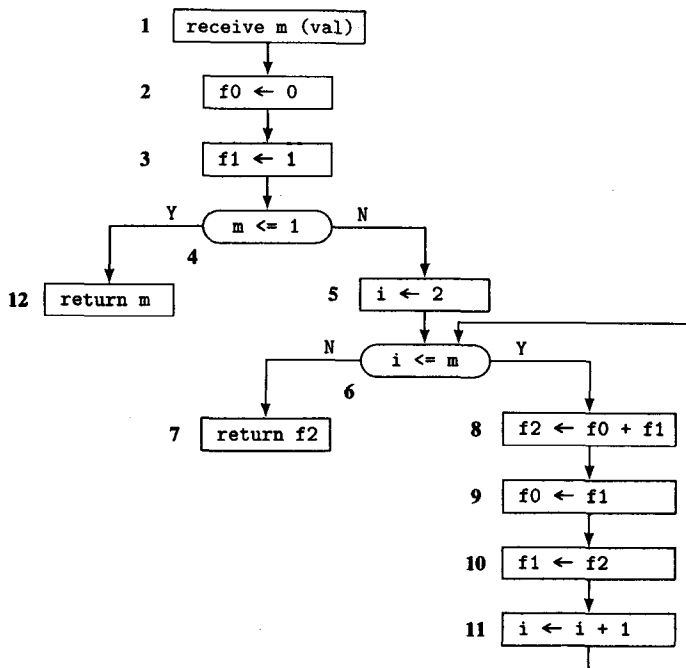 1 receive m (val)
2 f0 ← 0
3 f1 ← 1
Y m <= 1 N
4
12 return m
5 i ← 2
N i <= m Y
6
7 return f2
8 f2 ← f0 + f1
9 f0 ← f1
10 f1 ← f2
11 i ← i + 1